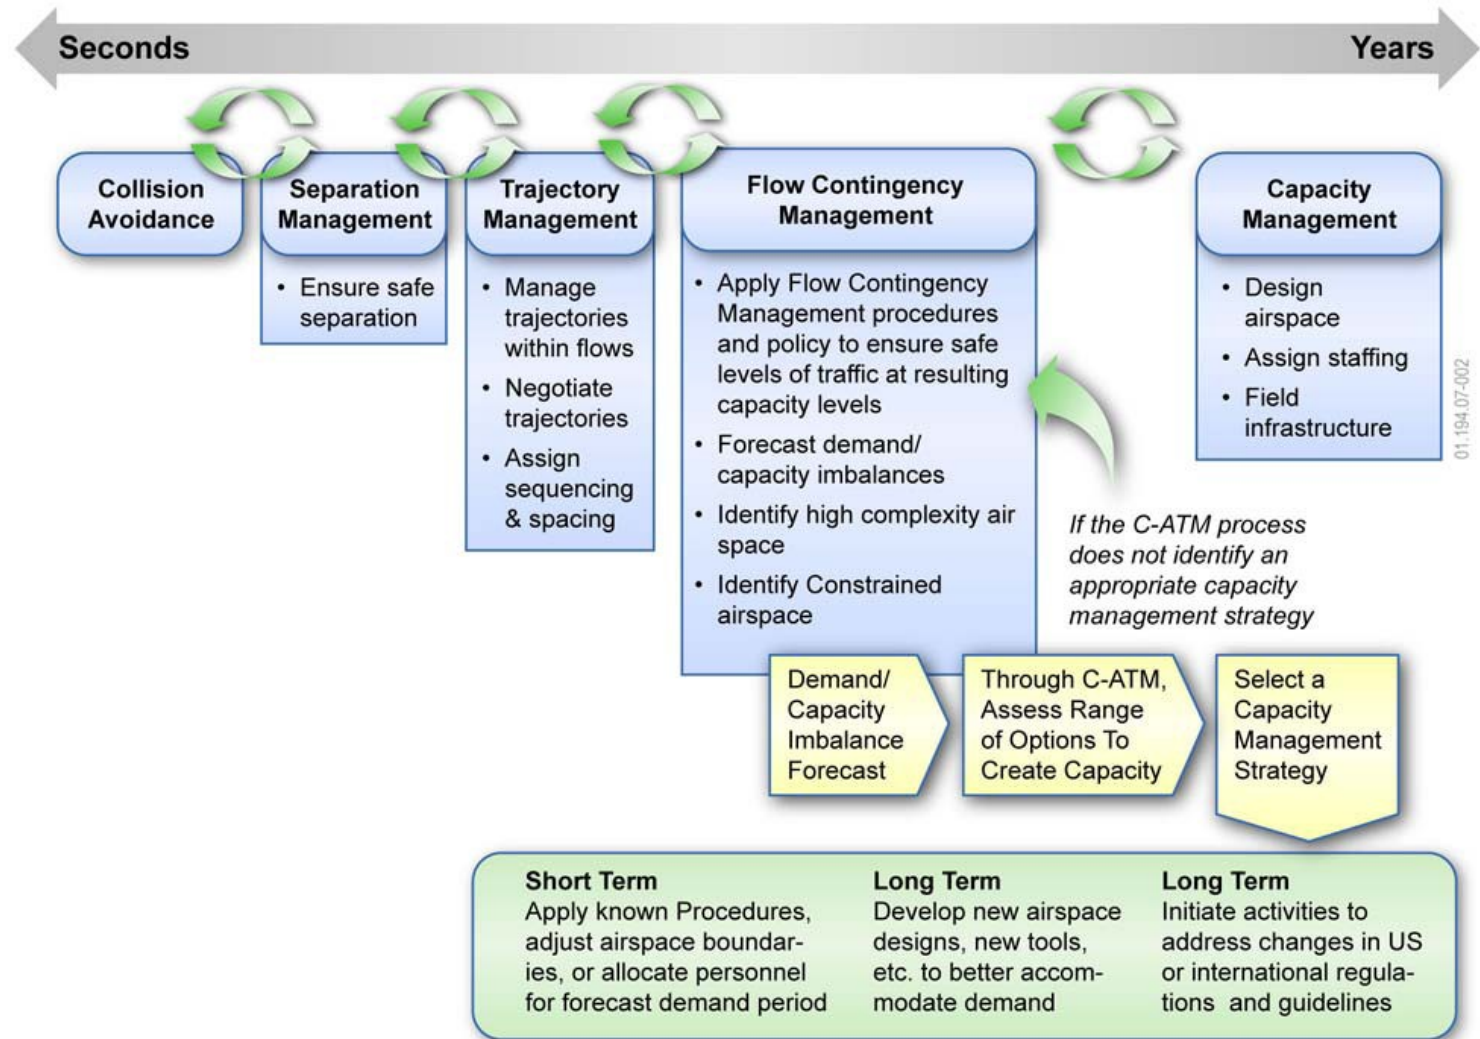 Seconds
Years
Collision
Avoidance
Separation
Management
• Ensure safe
separation
Trajectory
Management
• Manage
trajectories
within flows
• Negotiate
trajectories
• Assign
sequencing
& spacing
Flow Contingency
Management
• Apply Flow Contingency
Management procedures
and policy to ensure safe
levels of traffic at resulting
capacity levels
• Forecast demand/
capacity imbalances
• Identify high complexity air
space
• Identify Constrained
airspace
Capacity
Management
• Design
airspace
• Assign staffing
• Field
infrastructure
01.194.07-002
If the C-ATM process
does not identify an
appropriate capacity
management strategy
Demand/
Capacity
Imbalance
Forecast
Through C-ATM,
Assess Range
of Options To
Create Capacity
Select a
Capacity
Management
Strategy
Short Term
Apply known Procedures,
adjust airspace boundar-
ies, or allocate personnel
for forecast demand period
Long Term
Develop new airspace
designs, new tools,
etc. to better accom-
modate demand
Long Term
Initiate activities to
address changes in US
or international regula-
tions and guidelines